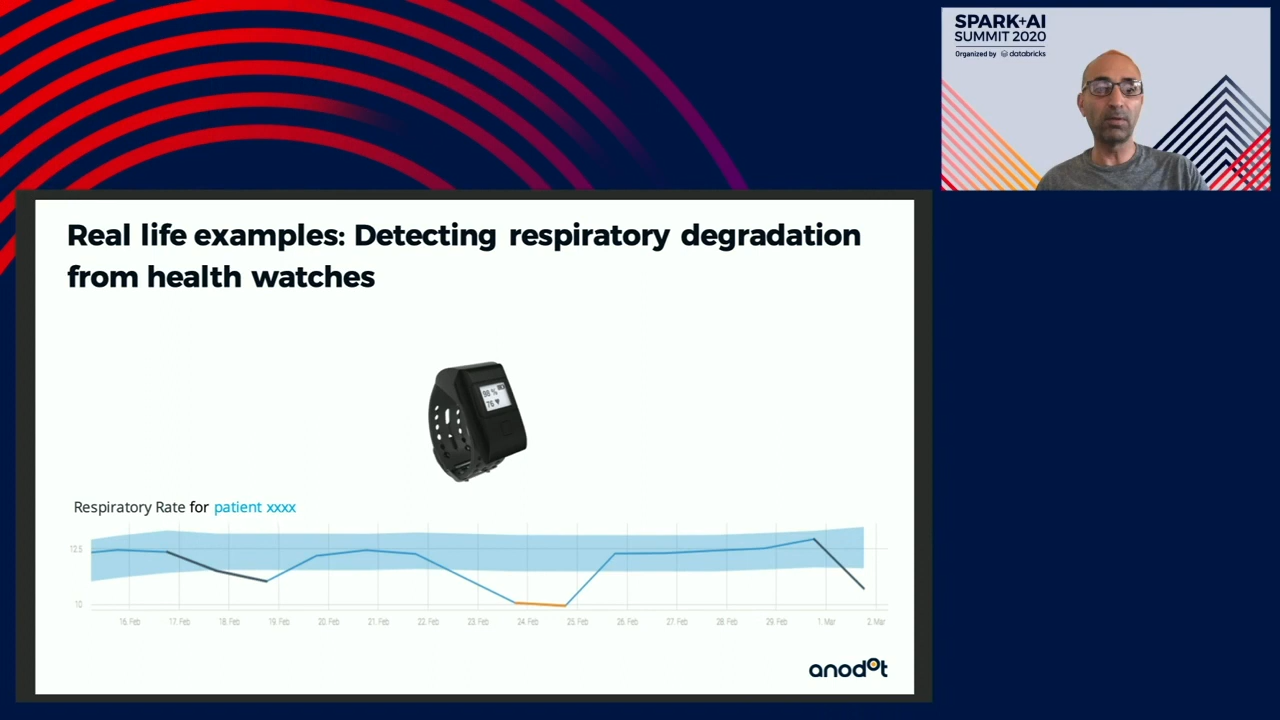 SPARK+AI
SUMMIT 2020
Organized by databricks
Real life examples: Detecting respiratory degradation
from health watches
98 %
76
Respiratory Rate for patient xxxx
12.5
10
16. Feb 17. Feb 18. Feb 19. Feb 20. Feb 21. Feb 22. Feb 23. Feb 24. Feb 25. Feb 26. Feb 27. Feb 28. Feb 29. Feb 1. Mar 2. Mar
anodot